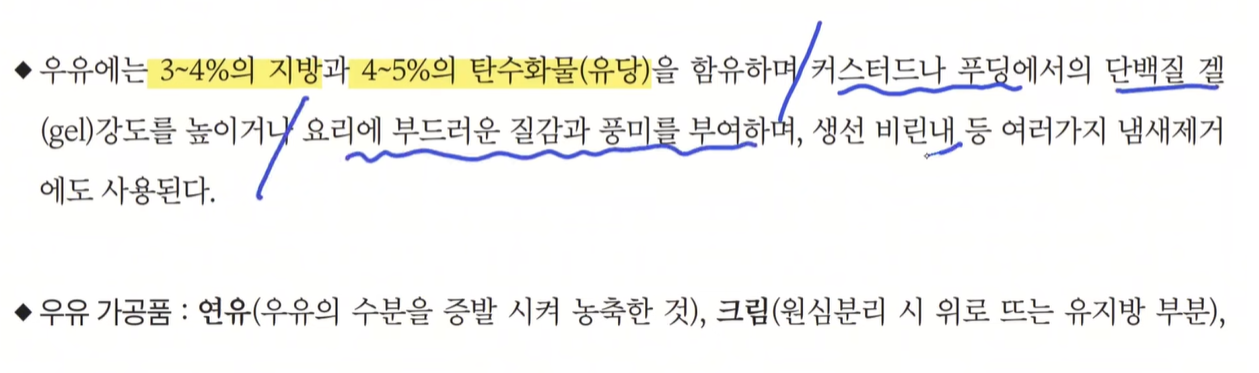 ◆ 우유에는 3~4%의 지방과 4~5%의 탄수화물(유당)을 함유하며 커스터드나 푸딩에서의 단백질 겔
(gel)강도를 높이거나 요리에 부드러운 질감과 풍미를 부여하며, 생선 비린내 등 여러가지 냄새제거
에도 사용된다.
◆ 우유 가공품 : 연유(우유의 수분을 증발 시켜 농축한 것), 크림(원심분리 시 위로 뜨는 유지방 부분),